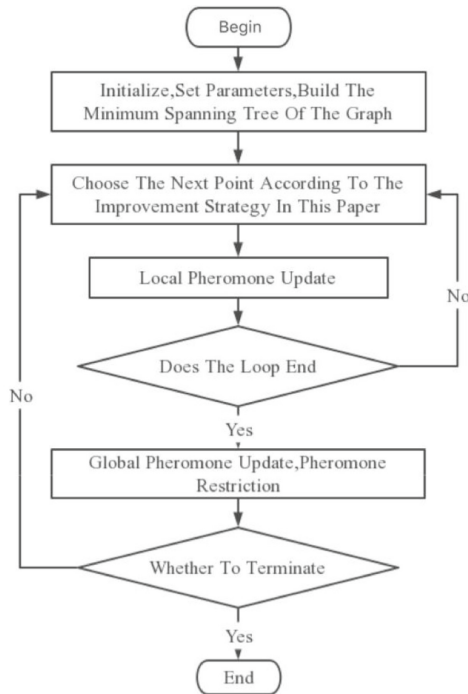 Begin
Initialize,Set Parameters,Build The
Minimum Spanning Tree Of The Graph
Choose The Next Point According To The
Improvement Strategy In This Paper
Local Pheromone Update
No
Does The Loop End
No
Yes
Global Pheromone Update,Pheromone
Restriction
Whether To Terminate
Yes
End